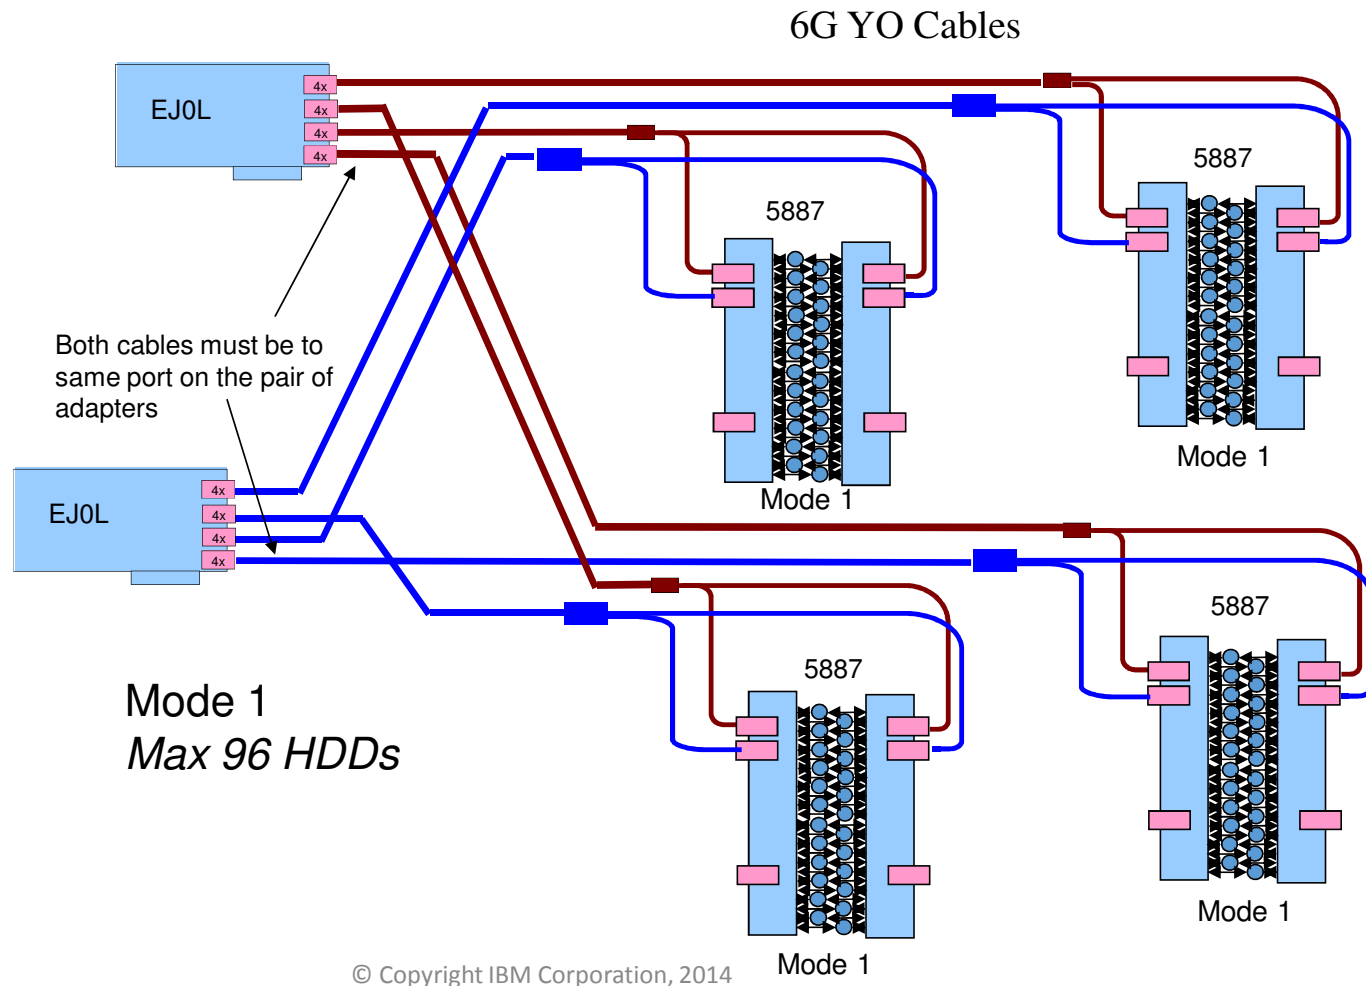 6G YO Cables
EJ0L
4x
4x
4x
4x
5887
5887
Both cables must be to
same port on the pair of
adapters
Mode 1
Mode 1
EJ0L
4x
4x
4x
4x
5887
5887
Mode 1
Max 96 HDDs
Mode 1
Mode 1
© Copyright IBM Corporation, 2014